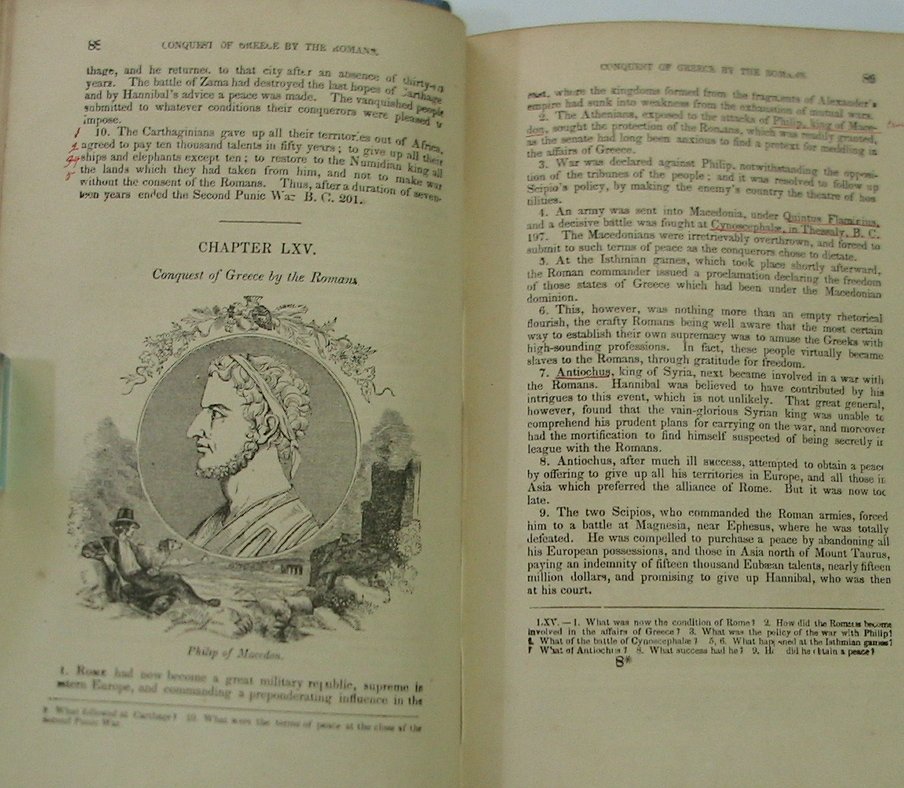 CONQUEST OF GREECE BY THE ROMANS.
thage, and he returned to that city after an absence of thirty-
years. The battle of Zama had destroyed the last hopes of Carthage
and by Hannibal's advice a peace was made. The vanquished people
submitted to whatever conditions their conquerors were pleased to
impose.
10. The Carthaginians gave up all their territories out of Africa,
agreed to pay ten thousand talents in fifty years; to give up all their
ships and elephants except ten; to restore to the Numidian king all
the lands which they had taken from him, and not to make war
without the consent of the Romans. Thus, after a duration of seven-
teen years ended the Second Punic War B. C. 201.
CHAPTER LXV.
Conquest of Greece by the Romans
Philip of Macedon.
1. Rome had now become a great military republic, supreme in
western Europe, and commanding a preponderating influence in the
9. What followed at Carthage? 10. What were the terms of peace at the close of the
second Punic War.
CONQUEST OF GREECE BY THE ROMANS
east, where the kingdoms formed from the fragments of Alexander's
empire had sunk into weakness from the exhaustion of mutual wars.
2. The Athenians, exposed to the attacks of Philip, king of Mace-
don, sought the protection of the Romans, which was readily granted,
as the senate had long been anxious to find a pretext for meddling in
the affairs of Greece.
3. War was declared against Philip, notwithstanding the opposi-
tion of the tribunes of the people; and it was resolved to follow up
Scipio's policy, by making the enemy's country the theatre of hos
tilities.
4. An army was sent into Macedonia, under Quintus Flaminius,
and a decisive battle was fought at Cynoscephalæ, in Thessaly, B. C.
197. The Macedonians were irretrievably overthrown, and forced to
submit to such terms of peace as the conquerors chose to dictate.
5. At the Isthmian games, which took place shortly afterward,
the Roman commander issued a proclamation declaring the freedom
of those states of Greece which had been under the Macedonian
dominion.
6. This, however, was nothing more than an empty rhetorical
flourish, the crafty Romans being well aware that the most certain
way to establish their own supremacy was to amuse the Greeks with
high-sounding professions. In fact, these people virtually became
slaves to the Romans, through gratitude for freedom.
7. Antiochus, king of Syria, next became involved in a war with
the Romans. Hannibal was believed to have contributed by his
intrigues to this event, which is not unlikely. That great general,
however, found that the vain-glorious Syrian king was unable to
comprehend his prudent plans for carrying on the war, and moreover
had the mortification to find himself suspected of being secretly in
league with the Romans.
8. Antiochus, after much ill success, attempted to obtain a peace
by offering to give up all his territories in Europe, and all those in
Asia which preferred the alliance of Rome. But it was now too
late.
9. The two Scipios, who commanded the Roman armies, forced
him to a battle at Magnesia, near Ephesus, where he was totally
defeated. He was compelled to purchase a peace by abandoning all
his European possessions, and those in Asia north of Mount Taurus,
paying an indemnity of fifteen thousand Eubæan talents, nearly fifteen
million dollars, and promising to give up Hannibal, who was then
at his court.
LXV. — 1. What was now the condition of Rome? 2. How did the Romans become
involved in the affairs of Greece? 3. What was the policy of the war with Philip?
4. What of the battle of Cynoscephalæ? 5, 6. What happened at the Isthmian games?
7 What of Antiochus? 8. What success had he? 9. How did he obtain a peace?
8*